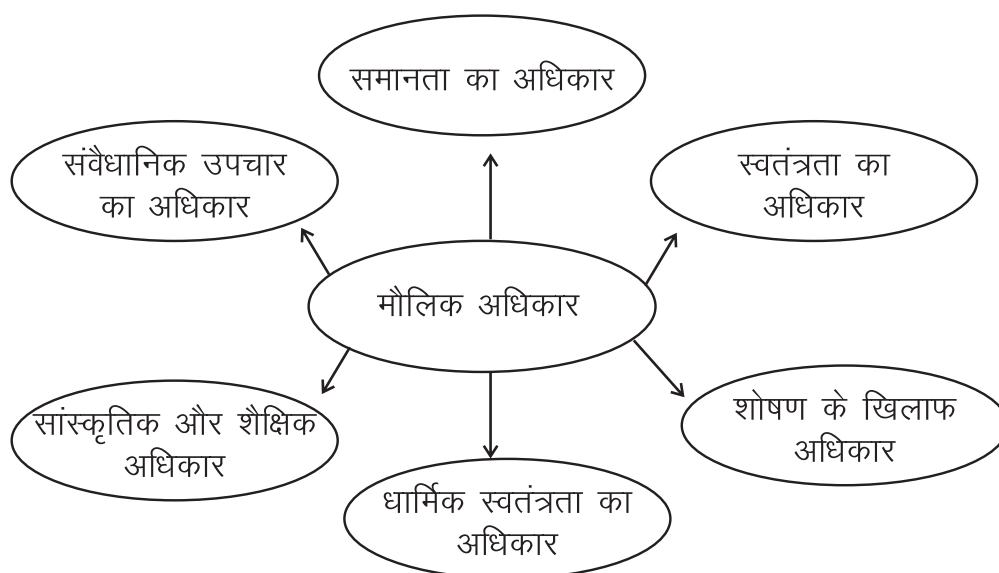 समानता का अधिकार
संवैधानिक उपचार
का अधिकार
स्वतंत्रता का
अधिकार
मौलिक अधिकार
सांस्कृतिक और शैक्षिक
अधिकार
शोषण के खिलाफ
अधिकार
धार्मिक स्वतंत्रता का
अधिकार